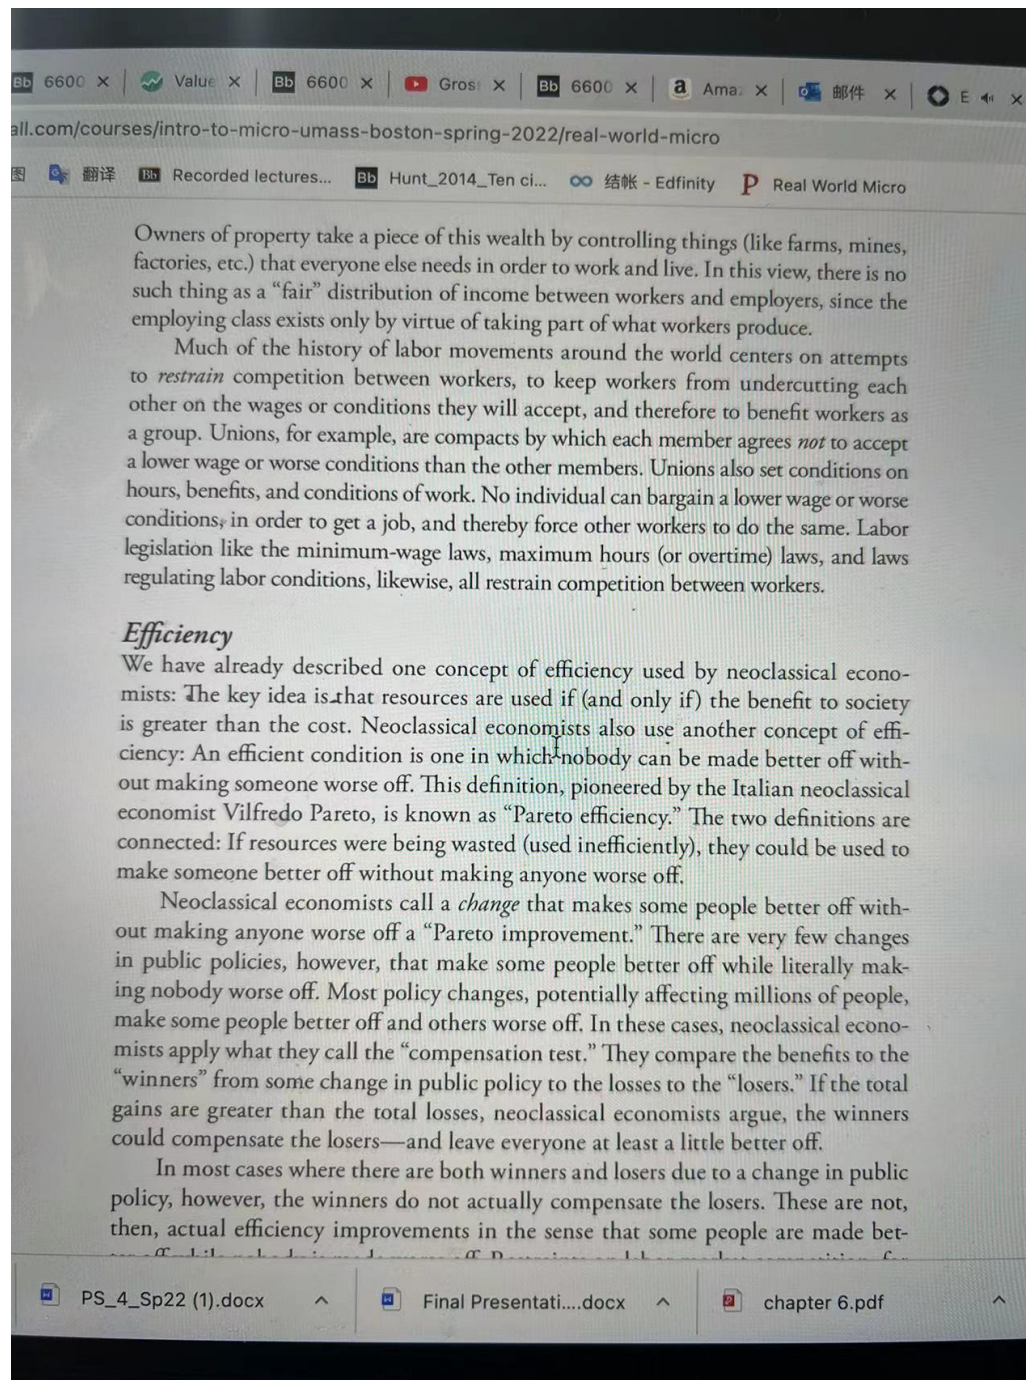 Bb 6600 × Value × Bb 6600 × Gros × Bb 6600 × a Ama × 邮件 × E ×
all.com/courses/intro-to-micro-umass-boston-spring-2022/real-world-micro
图 翻译 Bb Recorded lectures... Bb Hunt_2014_Ten ci... 结帐 - Edfinity P Real World Micro
Owners of property take a piece of this wealth by controlling things (like farms, mines,
factories, etc.) that everyone else needs in order to work and live. In this view, there is no
such thing as a “fair” distribution of income between workers and employers, since the
employing class exists only by virtue of taking part of what workers produce.
Much of the history of labor movements around the world centers on attempts
to restrain competition between workers, to keep workers from undercutting each
other on the wages or conditions they will accept, and therefore to benefit workers as
a group. Unions, for example, are compacts by which each member agrees not to accept
a lower wage or worse conditions than the other members. Unions also set conditions on
hours, benefits, and conditions of work. No individual can bargain a lower wage or worse
conditions, in order to get a job, and thereby force other workers to do the same. Labor
legislation like the minimum-wage laws, maximum hours (or overtime) laws, and laws
regulating labor conditions, likewise, all restrain competition between workers.
Efficiency
We have already described one concept of efficiency used by neoclassical econo-
mists: The key idea is that resources are used if (and only if) the benefit to society
is greater than the cost. Neoclassical economists also use another concept of effi-
ciency: An efficient condition is one in which nobody can be made better off with-
out making someone worse off. This definition, pioneered by the Italian neoclassical
economist Vilfredo Pareto, is known as “Pareto efficiency.” The two definitions are
connected: If resources were being wasted (used inefficiently), they could be used to
make someone better off without making anyone worse off.
Neoclassical economists call a change that makes some people better off with-
out making anyone worse off a “Pareto improvement.” There are very few changes
in public policies, however, that make some people better off while literally mak-
ing nobody worse off. Most policy changes, potentially affecting millions of people,
make some people better off and others worse off. In these cases, neoclassical econo-
mists apply what they call the “compensation test.” They compare the benefits to the
“winners” from some change in public policy to the losses to the “losers.” If the total
gains are greater than the total losses, neoclassical economists argue, the winners
could compensate the losers—and leave everyone at least a little better off.
In most cases where there are both winners and losers due to a change in public
policy, however, the winners do not actually compensate the losers. These are not,
then, actual efficiency improvements in the sense that some people are made bet-
PS_4_Sp22 (1).docx Final Presentati....docx chapter 6.pdf